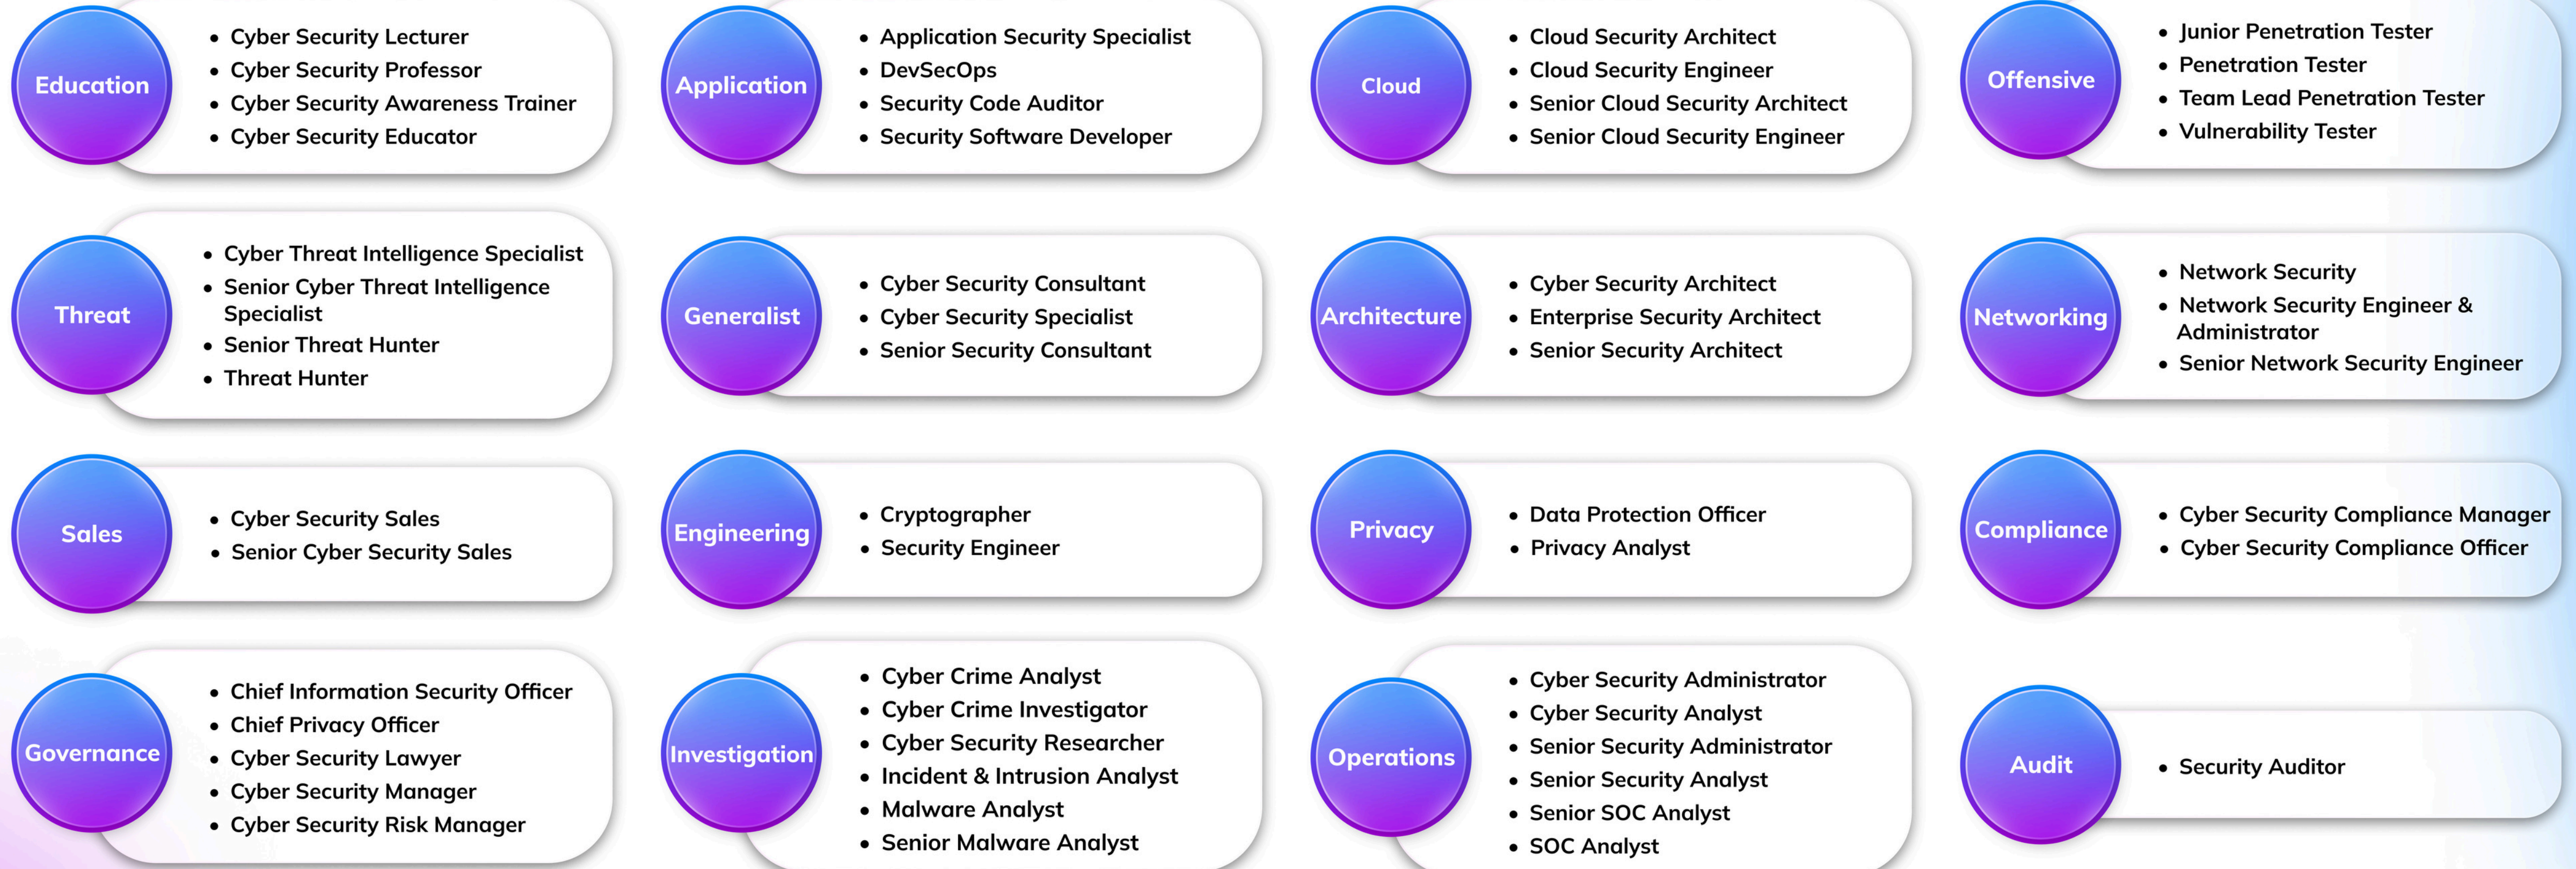 Education
• Cyber Security Lecturer
• Cyber Security Professor
• Cyber Security Awareness Trainer
• Cyber Security Educator
Application
• Application Security Specialist
• DevSecOps
• Security Code Auditor
• Security Software Developer
Cloud
• Cloud Security Architect
• Cloud Security Engineer
• Senior Cloud Security Architect
• Senior Cloud Security Engineer
Offensive
• Junior Penetration Tester
• Penetration Tester
• Team Lead Penetration Tester
• Vulnerability Tester
Threat
• Cyber Threat Intelligence Specialist
• Senior Cyber Threat Intelligence
Specialist
• Senior Threat Hunter
• Threat Hunter
Generalist
• Cyber Security Consultant
• Cyber Security Specialist
• Senior Security Consultant
Architecture
• Cyber Security Architect
• Enterprise Security Architect
• Senior Security Architect
Networking
• Network Security
• Network Security Engineer &
Administrator
• Senior Network Security Engineer
Sales
• Cyber Security Sales
• Senior Cyber Security Sales
Engineering
• Cryptographer
• Security Engineer
Privacy
• Data Protection Officer
• Privacy Analyst
Compliance
• Cyber Security Compliance Manager
• Cyber Security Compliance Officer
Governance
• Chief Information Security Officer
• Chief Privacy Officer
• Cyber Security Lawyer
• Cyber Security Manager
• Cyber Security Risk Manager
Investigation
• Cyber Crime Analyst
• Cyber Crime Investigator
• Cyber Security Researcher
• Incident & Intrusion Analyst
• Malware Analyst
• Senior Malware Analyst
Operations
• Cyber Security Administrator
• Cyber Security Analyst
• Senior Security Administrator
• Senior Security Analyst
• Senior SOC Analyst
• SOC Analyst
Audit
• Security Auditor